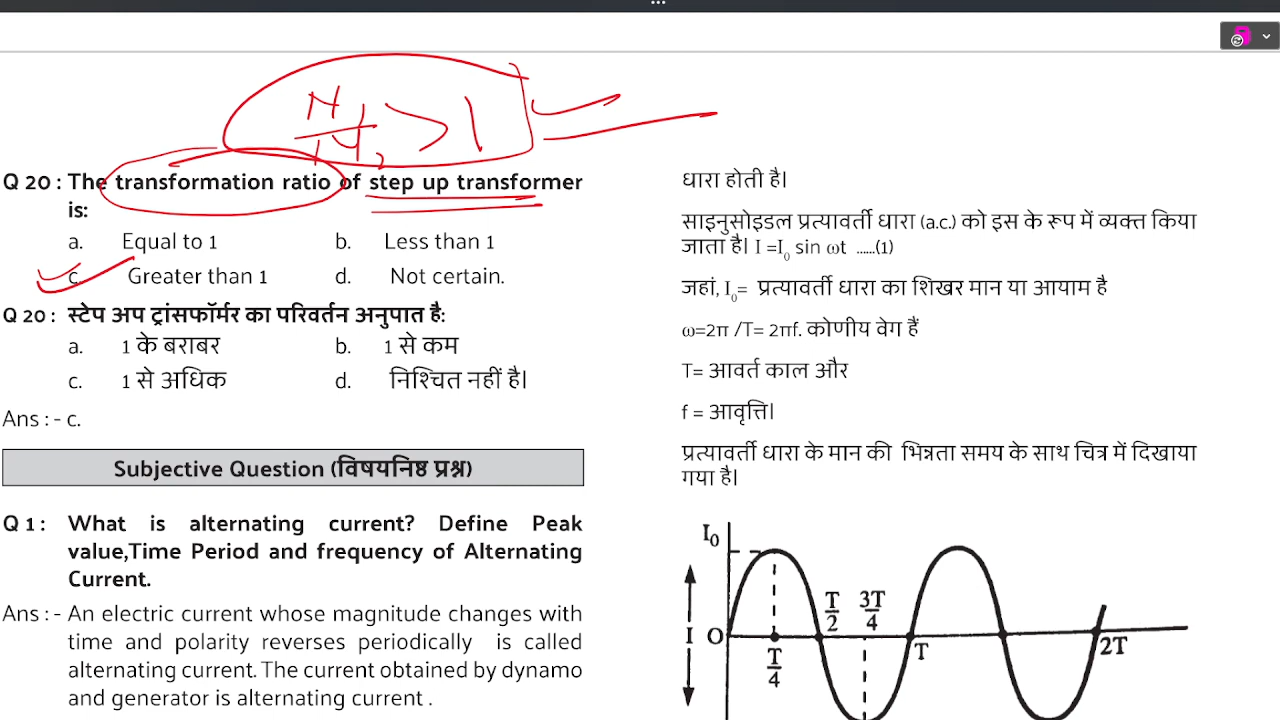 N
N₂ > 1
Q 20 : The transformation ratio of step up transformer
is:
a. Equal to 1 b. Less than 1
c. Greater than 1 d. Not certain.
Q 20 : स्टेप अप ट्रांसफॉर्मर का परिवर्तन अनुपात है:
a. 1 के बराबर b. 1 से कम
c. 1 से अधिक d. निश्चित नहीं है।
Ans : - c.
Subjective Question (विषयनिष्ठ प्रश्न)
Q 1 : What is alternating current? Define Peak
value,Time Period and frequency of Alternating
Current.
Ans : - An electric current whose magnitude changes with
time and polarity reverses periodically is called
alternating current. The current obtained by dynamo
and generator is alternating current .
धारा होती है।
साइनुसोइडल प्रत्यावर्ती धारा (a.c.) को इस के रूप में व्यक्त किया
जाता है। I =I₀ sin ωt ......(1)
जहां, I₀= प्रत्यावर्ती धारा का शिखर मान या आयाम है
ω=2π /T= 2πf. कोणीय वेग हैं
T= आवर्त काल और
f = आवृत्ति।
प्रत्यावर्ती धारा के मान की भिन्नता समय के साथ चित्र में दिखाया
गया है।
I₀
I O T/4 T/2 3T/4 T 2T